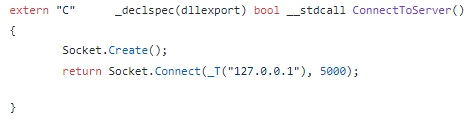 extern "C" _declspec(dllexport) bool __stdcall ConnectToServer()
{
Socket.Create();
return Socket.Connect(_T("127.0.0.1"), 5000);
}